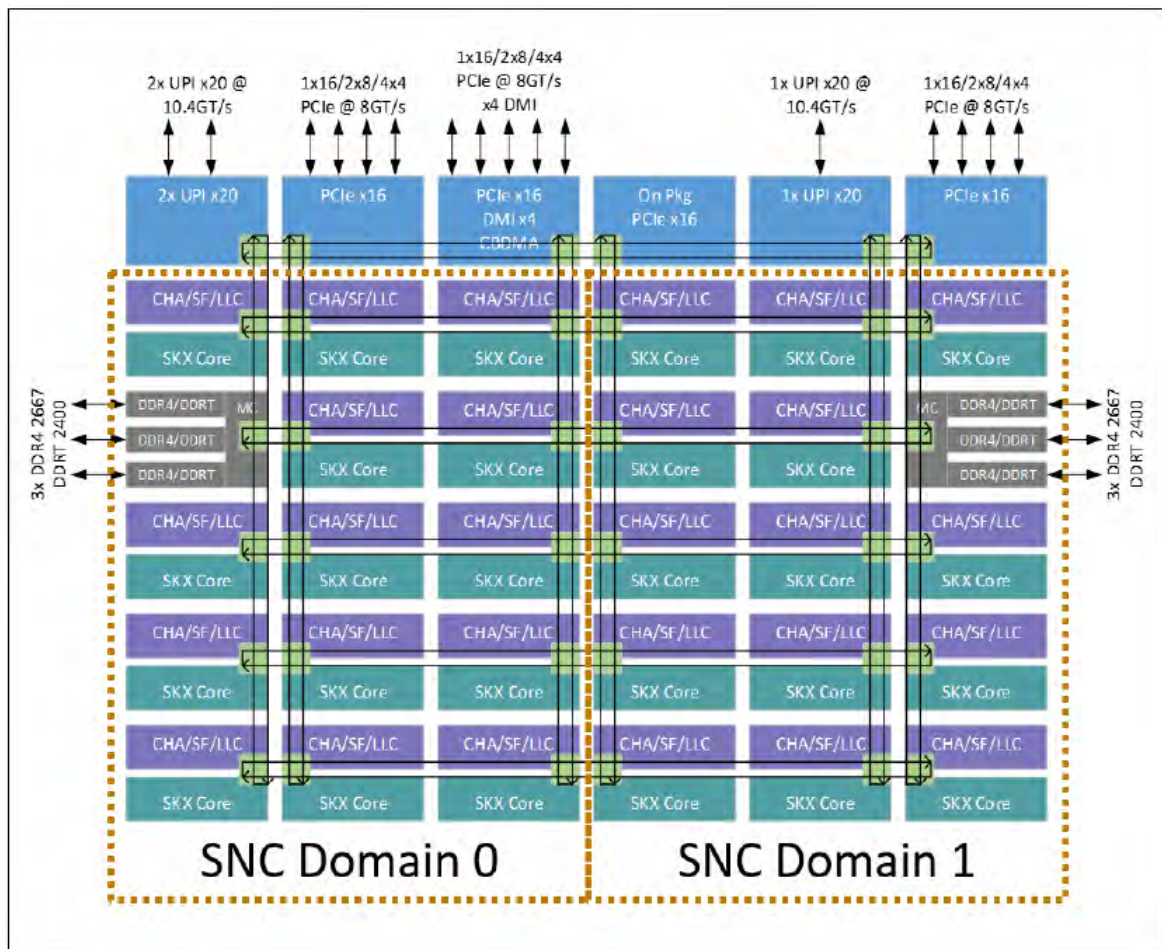 2x UPI x20 @
10.4GT/s
1x16/2x8/4x4
PCIe @ 8GT/s
1x16/2x8/4x4
PCIe @ 8GT/s
x4 DMI
1x UPI x20 @
10.4GT/s
1x16/2x8/4x4
PCIe @ 8GT/s
2x UPI x20
PCIe x16
PCIe x16
DMI x4
CBDMA
On Pkg
PCIe x16
1x UPI x20
PCIe x16
CHA/SF/LLC
CHA/SF/LLC
CHA/SF/LLC
CHA/SF/LLC
CHA/SF/LLC
CHA/SF/LLC
SKX Core
SKX Core
SKX Core
SKX Core
SKX Core
SKX Core
3x DDR4 2667
DDRT 2400
DDR4/DDRT
MC
DDR4/DDRT
DDR4/DDRT
CHA/SF/LLC
CHA/SF/LLC
CHA/SF/LLC
CHA/SF/LLC
SKX Core
SKX Core
SKX Core
SKX Core
MC
DDR4/DDRT
DDR4/DDRT
DDR4/DDRT
3x DDR4 2667
DDRT 2400
CHA/SF/LLC
CHA/SF/LLC
CHA/SF/LLC
CHA/SF/LLC
CHA/SF/LLC
CHA/SF/LLC
SKX Core
SKX Core
SKX Core
SKX Core
SKX Core
SKX Core
CHA/SF/LLC
CHA/SF/LLC
CHA/SF/LLC
CHA/SF/LLC
CHA/SF/LLC
CHA/SF/LLC
SKX Core
SKX Core
SKX Core
SKX Core
SKX Core
SKX Core
CHA/SF/LLC
CHA/SF/LLC
CHA/SF/LLC
CHA/SF/LLC
CHA/SF/LLC
CHA/SF/LLC
SKX Core
SKX Core
SKX Core
SKX Core
SKX Core
SKX Core
SNC Domain 0
SNC Domain 1